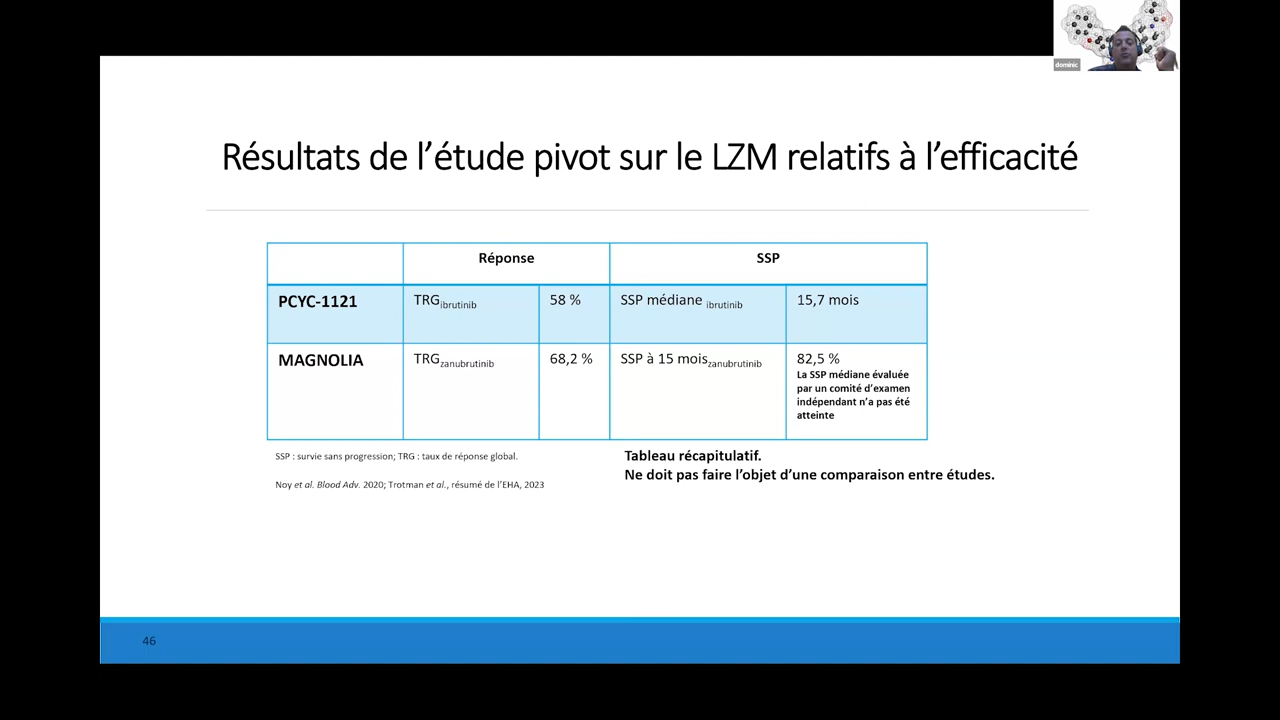 dominic
Résultats de l’étude pivot sur le LZM relatifs à l’efficacité
Réponse SSP
PCYC-1121 TRGibrutinib 58 % SSP médiane ibrutinib 15,7 mois
MAGNOLIA TRGzanubrutinib 68,2 % SSP à 15 moiszanubrutinib 82,5 %
La SSP médiane évaluée
par un comité d’examen
indépendant n’a pas été
atteinte
SSP : survie sans progression; TRG : taux de réponse global.
Tableau récapitulatif.
Ne doit pas faire l’objet d’une comparaison entre études.
Noy et al. Blood Adv. 2020; Trotman et al., résumé de l’EHA, 2023
46